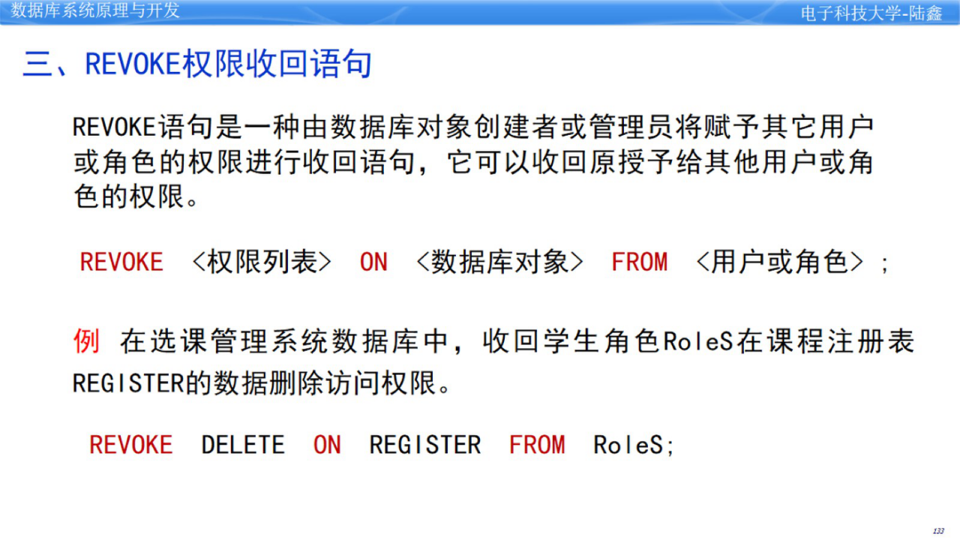 数据库系统原理与开发
电子科技大学-陆鑫
三、REVOKE权限收回语句
REVOKE语句是一种由数据库对象创建者或管理员将赋予其它用户
或角色的权限进行收回语句，它可以收回原授予给其他用户或角
色的权限。
REVOKE <权限列表> ON <数据库对象> FROM <用户或角色> ;
例 在选课管理系统数据库中，收回学生角色RoleS在课程注册表
REGISTER的数据删除访问权限。
REVOKE DELETE ON REGISTER FROM RoleS;
133